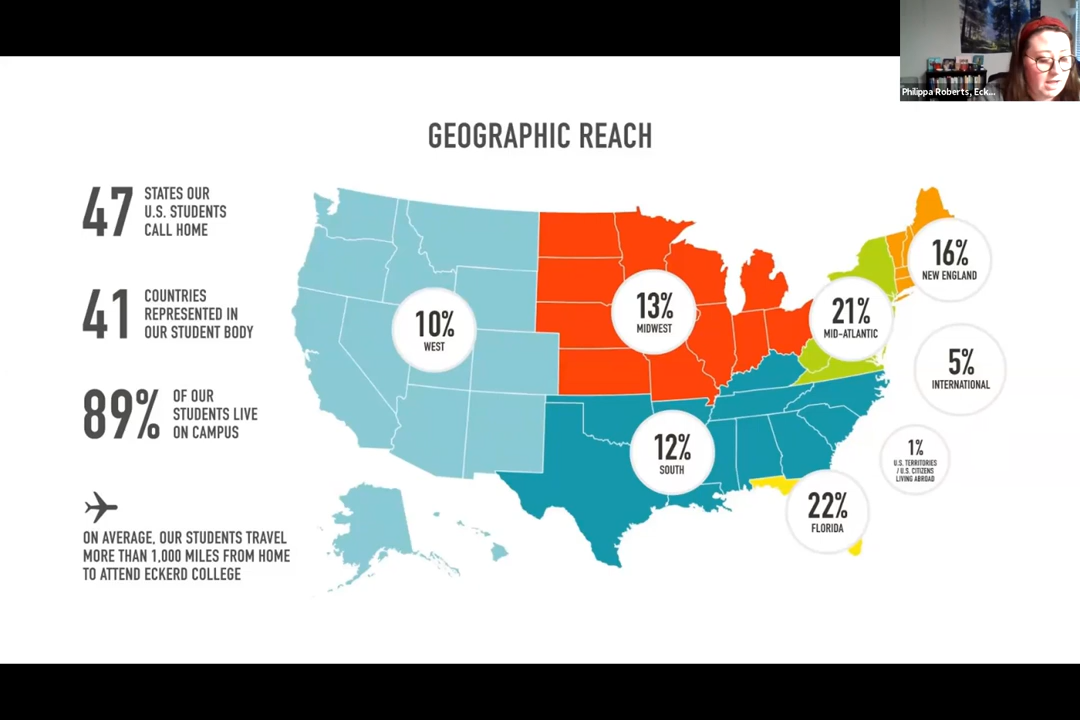 Philippa Roberts, Eck...
GEOGRAPHIC REACH
47
STATES OUR
U.S. STUDENTS
CALL HOME
41
COUNTRIES
REPRESENTED IN
OUR STUDENT BODY
89%
OF OUR
STUDENTS LIVE
ON CAMPUS
ON AVERAGE, OUR STUDENTS TRAVEL
MORE THAN 1,000 MILES FROM HOME
TO ATTEND ECKERD COLLEGE
10%
WEST
13%
MIDWEST
12%
SOUTH
21%
MID-ATLANTIC
16%
NEW ENGLAND
5%
INTERNATIONAL
1%
U.S. TERRITORIES
/ U.S. CITIZENS
LIVING ABROAD
22%
FLORIDA